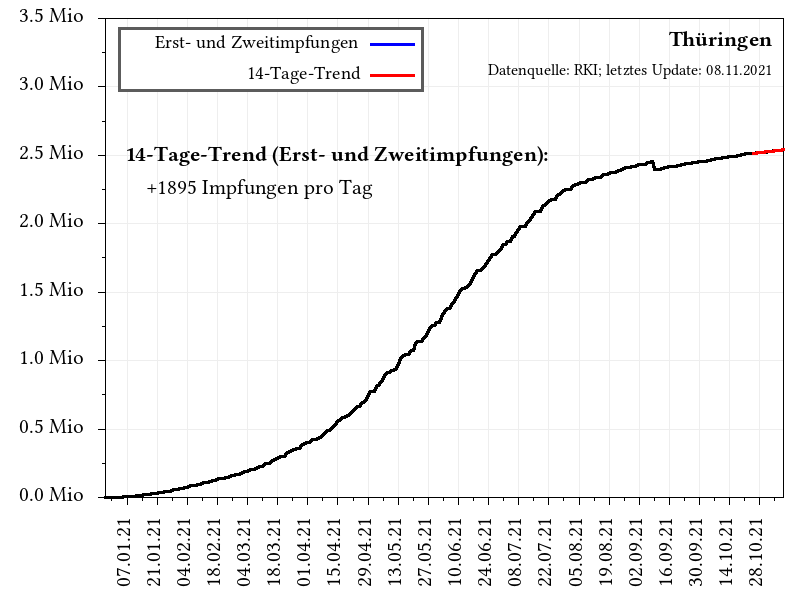 3.5 Mio
3.0 Mio
2.5 Mio
2.0 Mio
1.5 Mio
1.0 Mio
0.5 Mio
0.0 Mio
Erst- und Zweitimpfungen
14-Tage-Trend
Thüringen
Datenquelle: RKI; letztes Update: 08.11.2021
14-Tage-Trend (Erst- und Zweitimpfungen):
+1895 Impfungen pro Tag
07.01.21
21.01.21
04.02.21
18.02.21
04.03.21
18.03.21
01.04.21
15.04.21
29.04.21
13.05.21
27.05.21
10.06.21
24.06.21
08.07.21
22.07.21
05.08.21
19.08.21
02.09.21
16.09.21
30.09.21
14.10.21
28.10.21